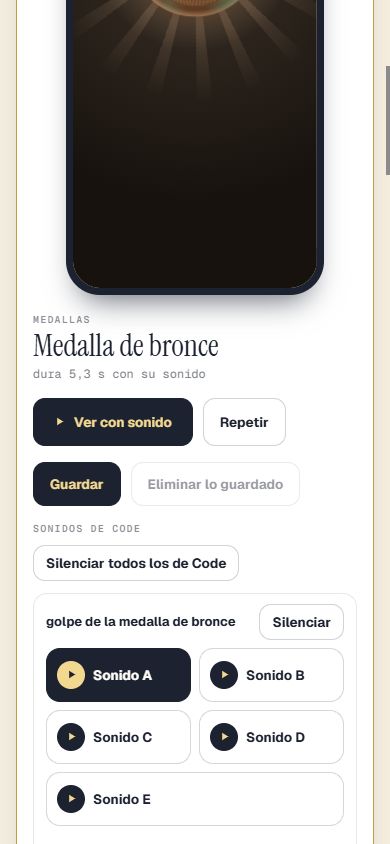 MEDALLAS
Medalla de bronce
dura 5,3 s con su sonido
Ver con sonido
Repetir
Guardar
Eliminar lo guardado
SONIDOS DE CODE
Silenciar todos los de Code
golpe de la medalla de bronce
Silenciar
Sonido A
Sonido B
Sonido C
Sonido D
Sonido E